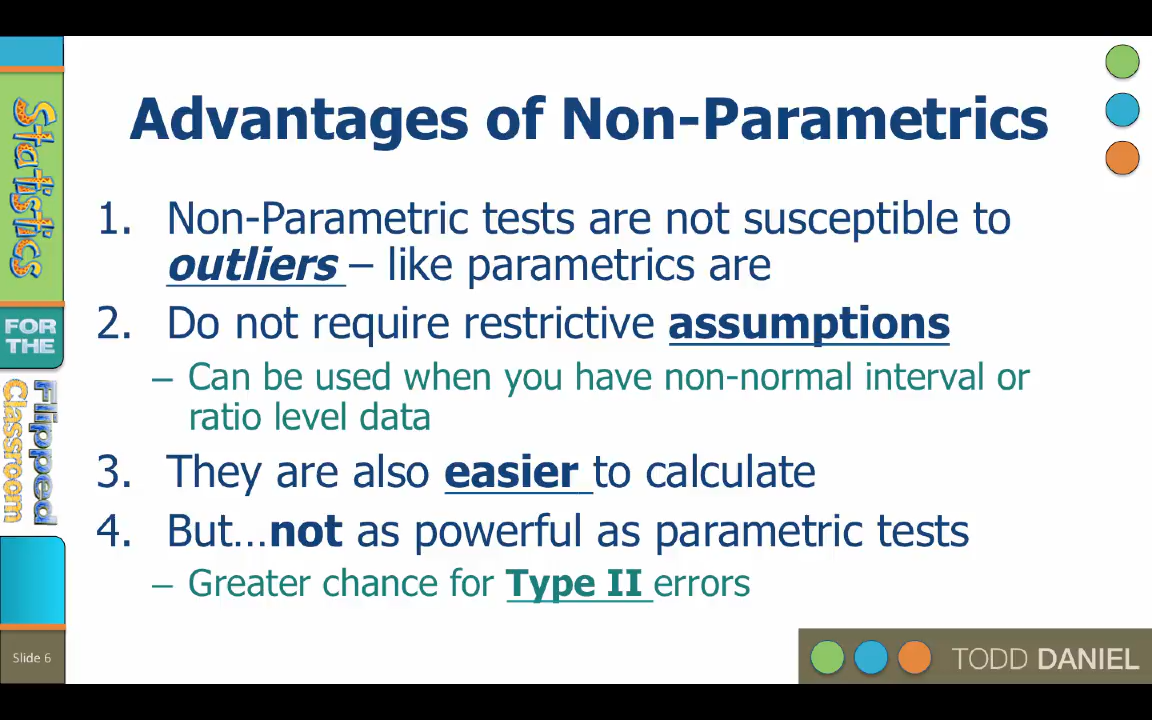 Advantages of Non-Parametrics
1. Non-Parametric tests are not susceptible to
outliers – like parametrics are
2. Do not require restrictive assumptions
– Can be used when you have non-normal interval or
ratio level data
3. They are also easier to calculate
4. But...not as powerful as parametric tests
– Greater chance for Type II errors
Statistics
FOR
THE
Flipped
Classroom
Slide 6
TODD DANIEL